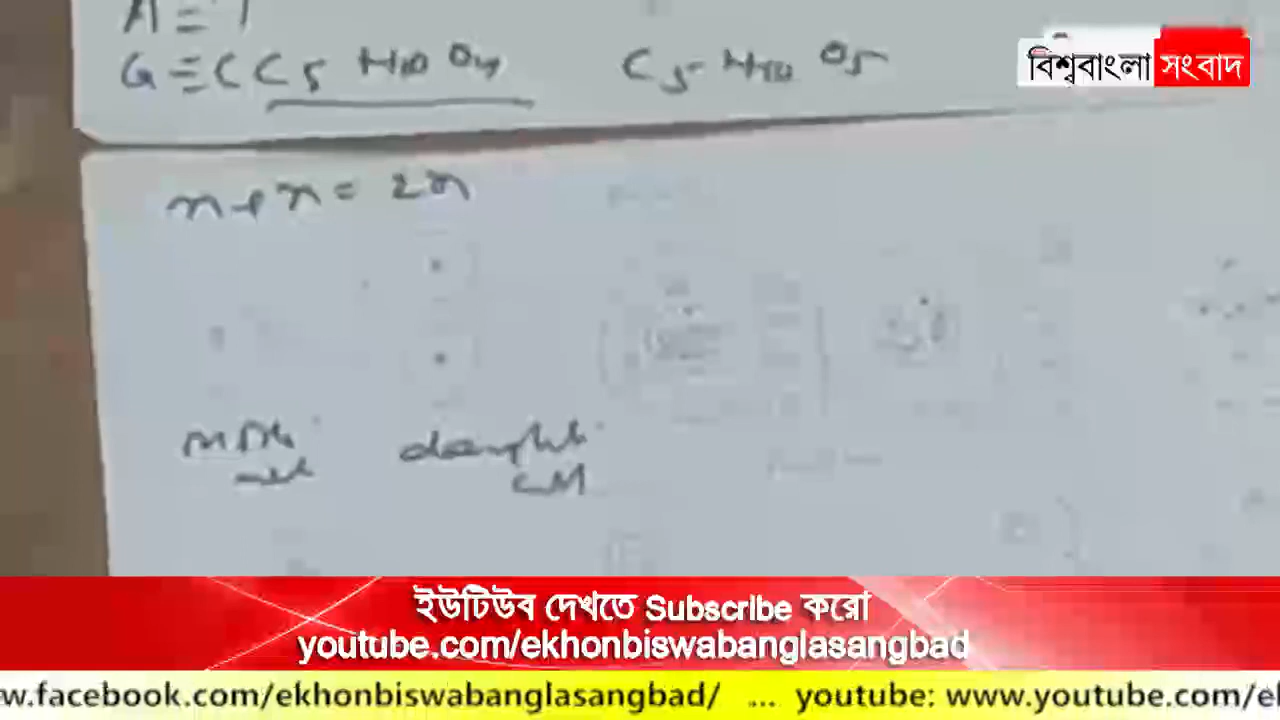 A = T
G ≡ C C5 H10 O4 C5 H10 O5
বিশ্ববাংলা সংবাদ
n + n = 2n
cell
ইউটিউব দেখতে Subscribe করো
youtube.com/ekhonbiswabanglasangbad
w.facebook.com/ekhonbiswabanglasangbad/ ... youtube: www.youtube.com/e